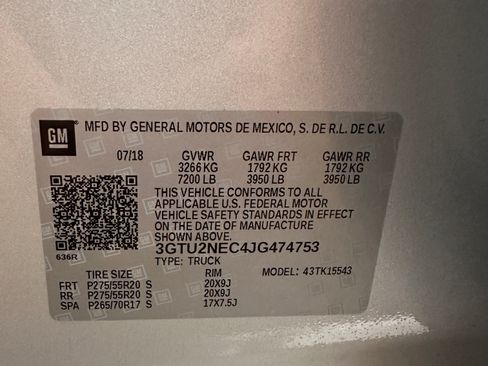 GM
MFD BY GENERAL MOTORS DE MEXICO, S. DE R.L. DE C.V.
07/18 GVWR GAWR FRT GAWR RR
3266 KG 1792 KG 1792 KG
7200 LB 3950 LB 3950 LB
THIS VEHICLE CONFORMS TO ALL
APPLICABLE U.S. FEDERAL MOTOR
VEHICLE SAFETY STANDARDS IN EFFECT
ON THE DATE OF MANUFACTURE
SHOWN ABOVE.
3GTU2NEC4JG474753
636R TYPE: TRUCK MODEL: 43TK15543
TIRE SIZE RIM
FRT P275/55R20 S 20X9J
RR P275/55R20 S 20X9J
SPA P265/70R17 S 17X7.5J